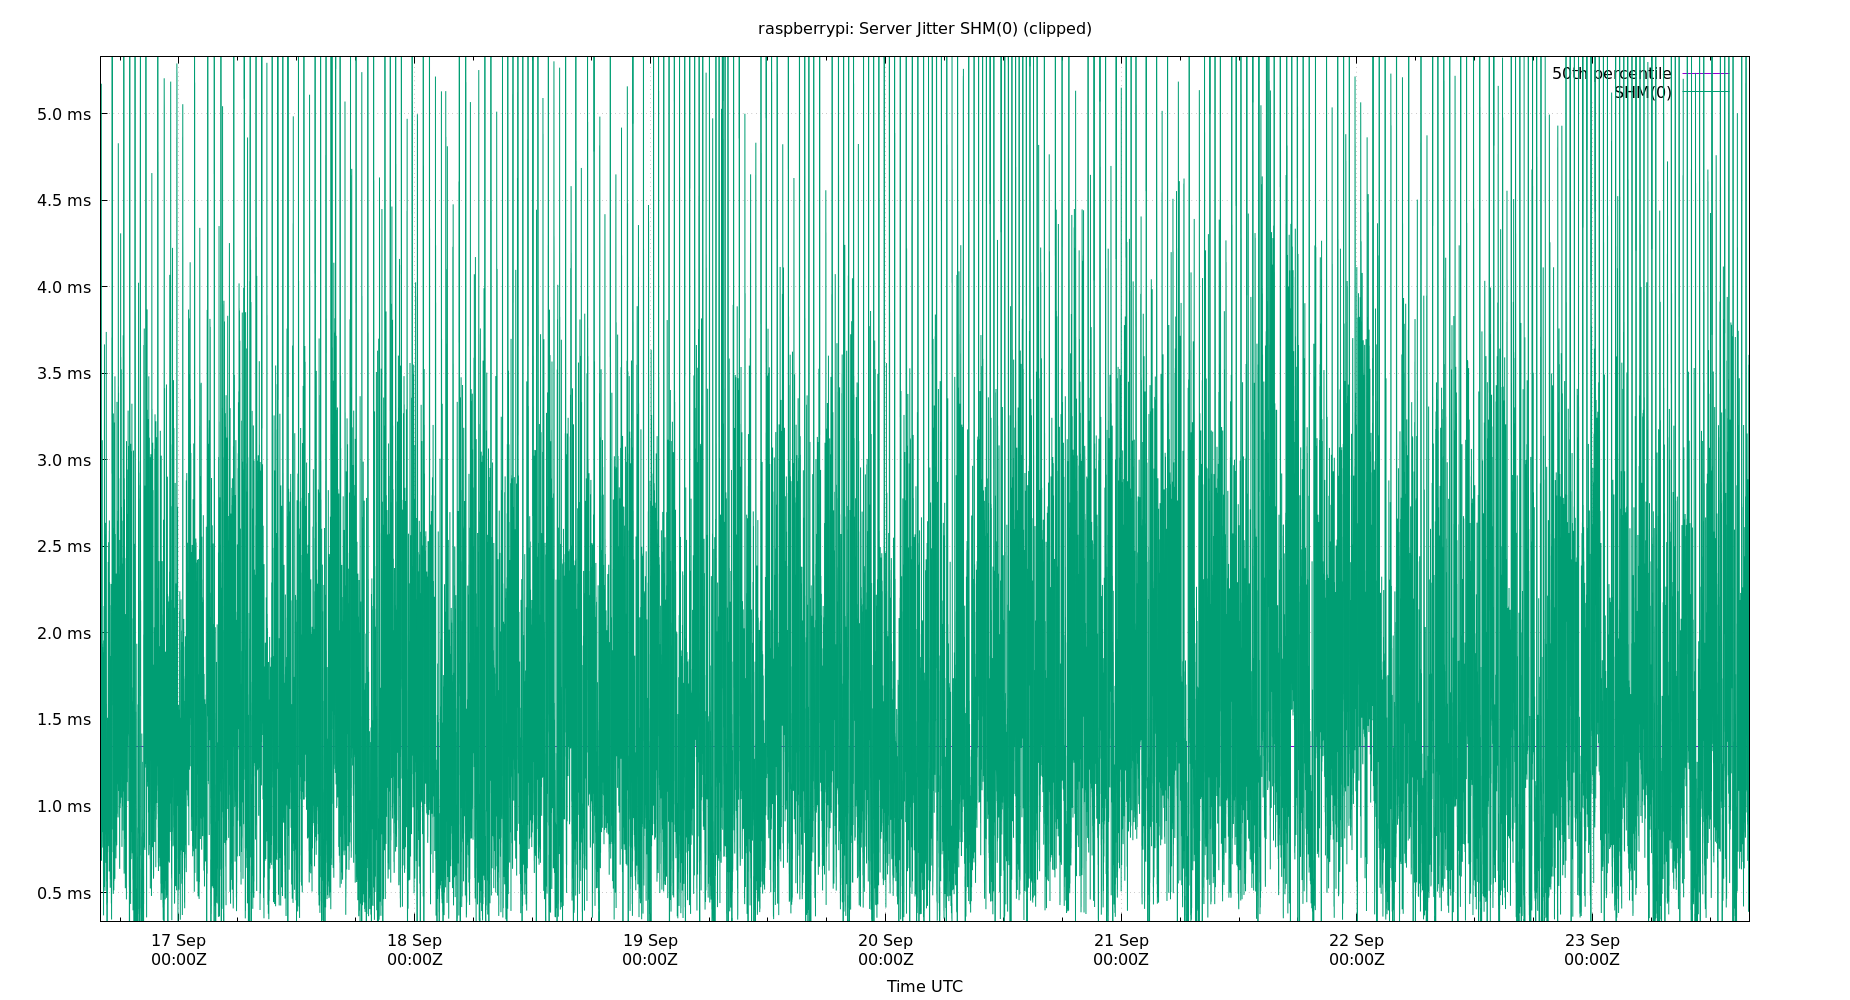 raspberrypi: Server Jitter SHM(0) (clipped)
50th percentile
SHM(0)
5.0 ms
4.5 ms
4.0 ms
3.5 ms
3.0 ms
2.5 ms
2.0 ms
1.5 ms
1.0 ms
0.5 ms
17 Sep 18 Sep 19 Sep 20 Sep 21 Sep 22 Sep 23 Sep
00:00Z 00:00Z 00:00Z 00:00Z 00:00Z 00:00Z 00:00Z
Time UTC